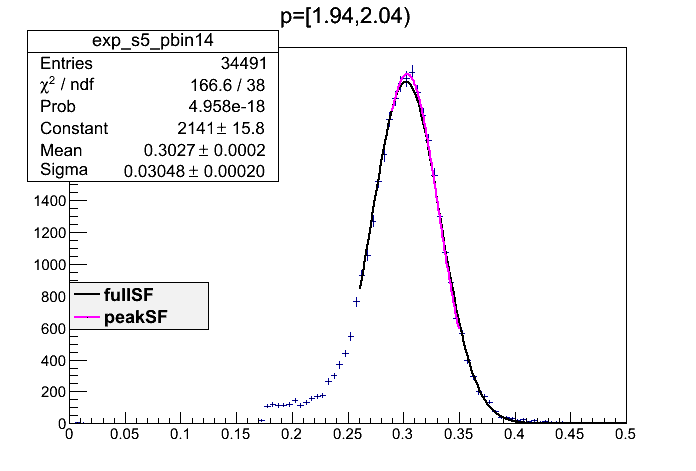 p=[1.94,2.04)
exp_s5_pbin14
Entries 34491
χ² / ndf 166.6 / 38
Prob 4.958e-18
Constant 2141 ± 15.8
Mean 0.3027 ± 0.0002
Sigma 0.03048 ± 0.00020
1400
1200
1000
800
fullSF
peakSF
600
400
200
0
0 0.05 0.1 0.15 0.2 0.25 0.3 0.35 0.4 0.45 0.5